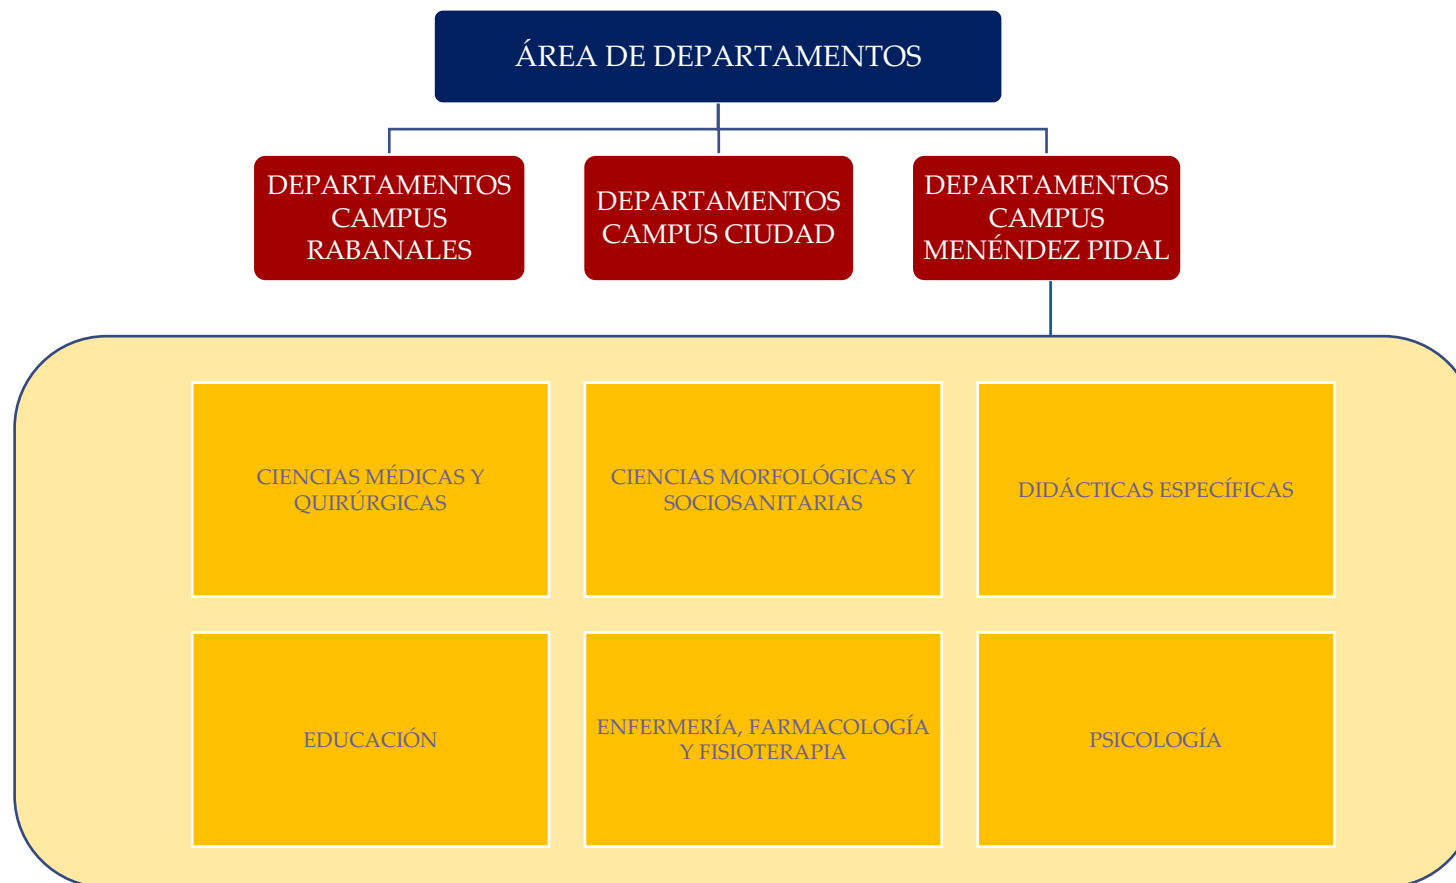 ÁREA DE DEPARTAMENTOS
DEPARTAMENTOS
CAMPUS
RABANALES
DEPARTAMENTOS
CAMPUS CIUDAD
DEPARTAMENTOS
CAMPUS
MENÉNDEZ PIDAL
CIENCIAS MÉDICAS Y
QUIRÚRGICAS
CIENCIAS MORFOLÓGICAS Y
SOCIOSANITARIAS
DIDÁCTICAS ESPECÍFICAS
EDUCACIÓN
ENFERMERÍA, FARMACOLOGÍA
Y FISIOTERAPIA
PSICOLOGÍA